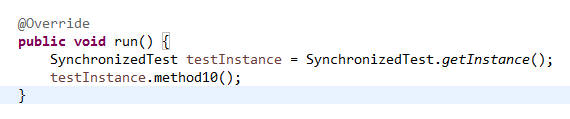 @Override
public void run() {
SynchronizedTest testInstance = SynchronizedTest.getInstance();
testInstance.method10();
}